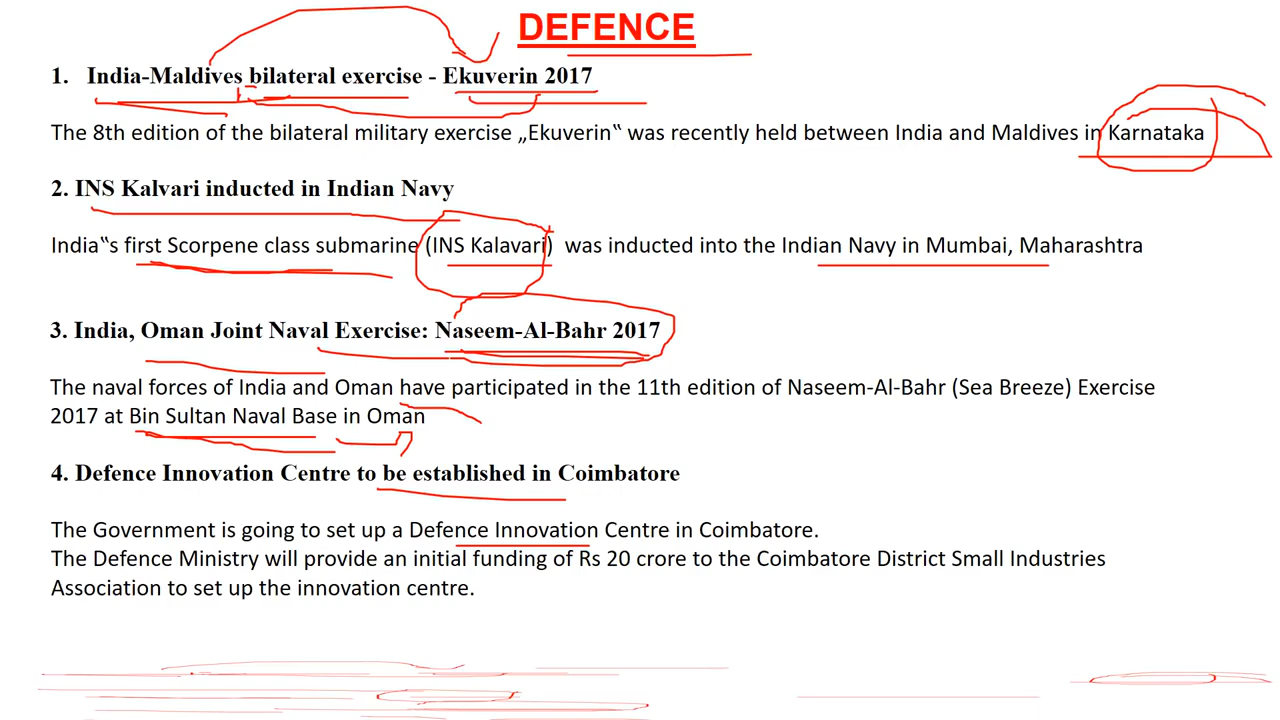 DEFENCE
1. India-Maldives bilateral exercise - Ekuverin 2017
The 8th edition of the bilateral military exercise „Ekuverin‟ was recently held between India and Maldives in Karnataka
2. INS Kalvari inducted in Indian Navy
India‟s first Scorpene class submarine (INS Kalavari) was inducted into the Indian Navy in Mumbai, Maharashtra
3. India, Oman Joint Naval Exercise: Naseem-Al-Bahr 2017
The naval forces of India and Oman have participated in the 11th edition of Naseem-Al-Bahr (Sea Breeze) Exercise
2017 at Bin Sultan Naval Base in Oman
4. Defence Innovation Centre to be established in Coimbatore
The Government is going to set up a Defence Innovation Centre in Coimbatore.
The Defence Ministry will provide an initial funding of Rs 20 crore to the Coimbatore District Small Industries
Association to set up the innovation centre.